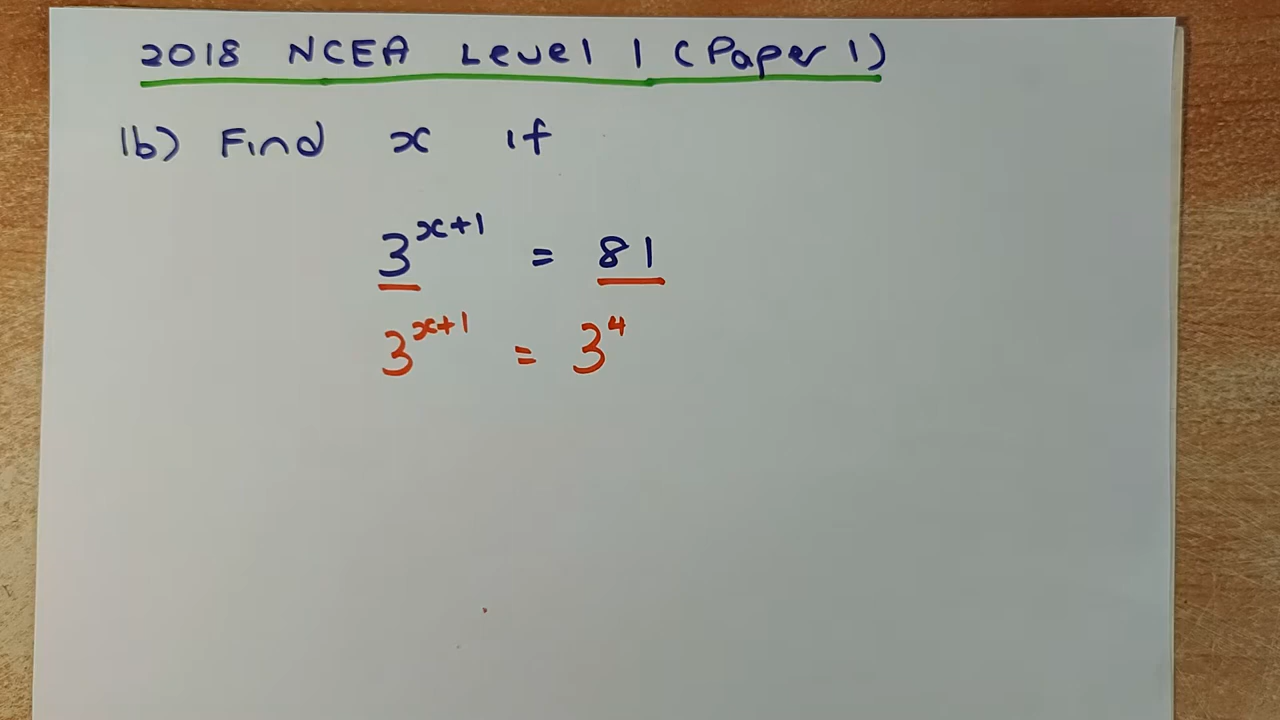 2018 NCEA Level 1 (Paper 1)
1b) Find x if
3^{x+1} = 81
3^{x+1} = 3^4